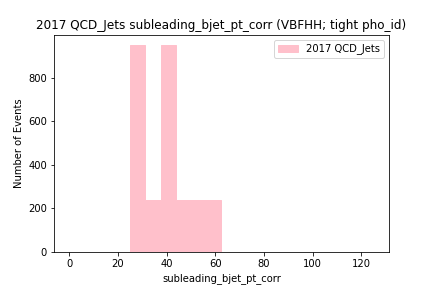 2017 QCD_Jets subleading_bjet_pt_corr (VBFHH; tight pho_id)
2017 QCD_Jets
Number of Events
800
600
400
200
0
0 20 40 60 80 100 120
subleading_bjet_pt_corr